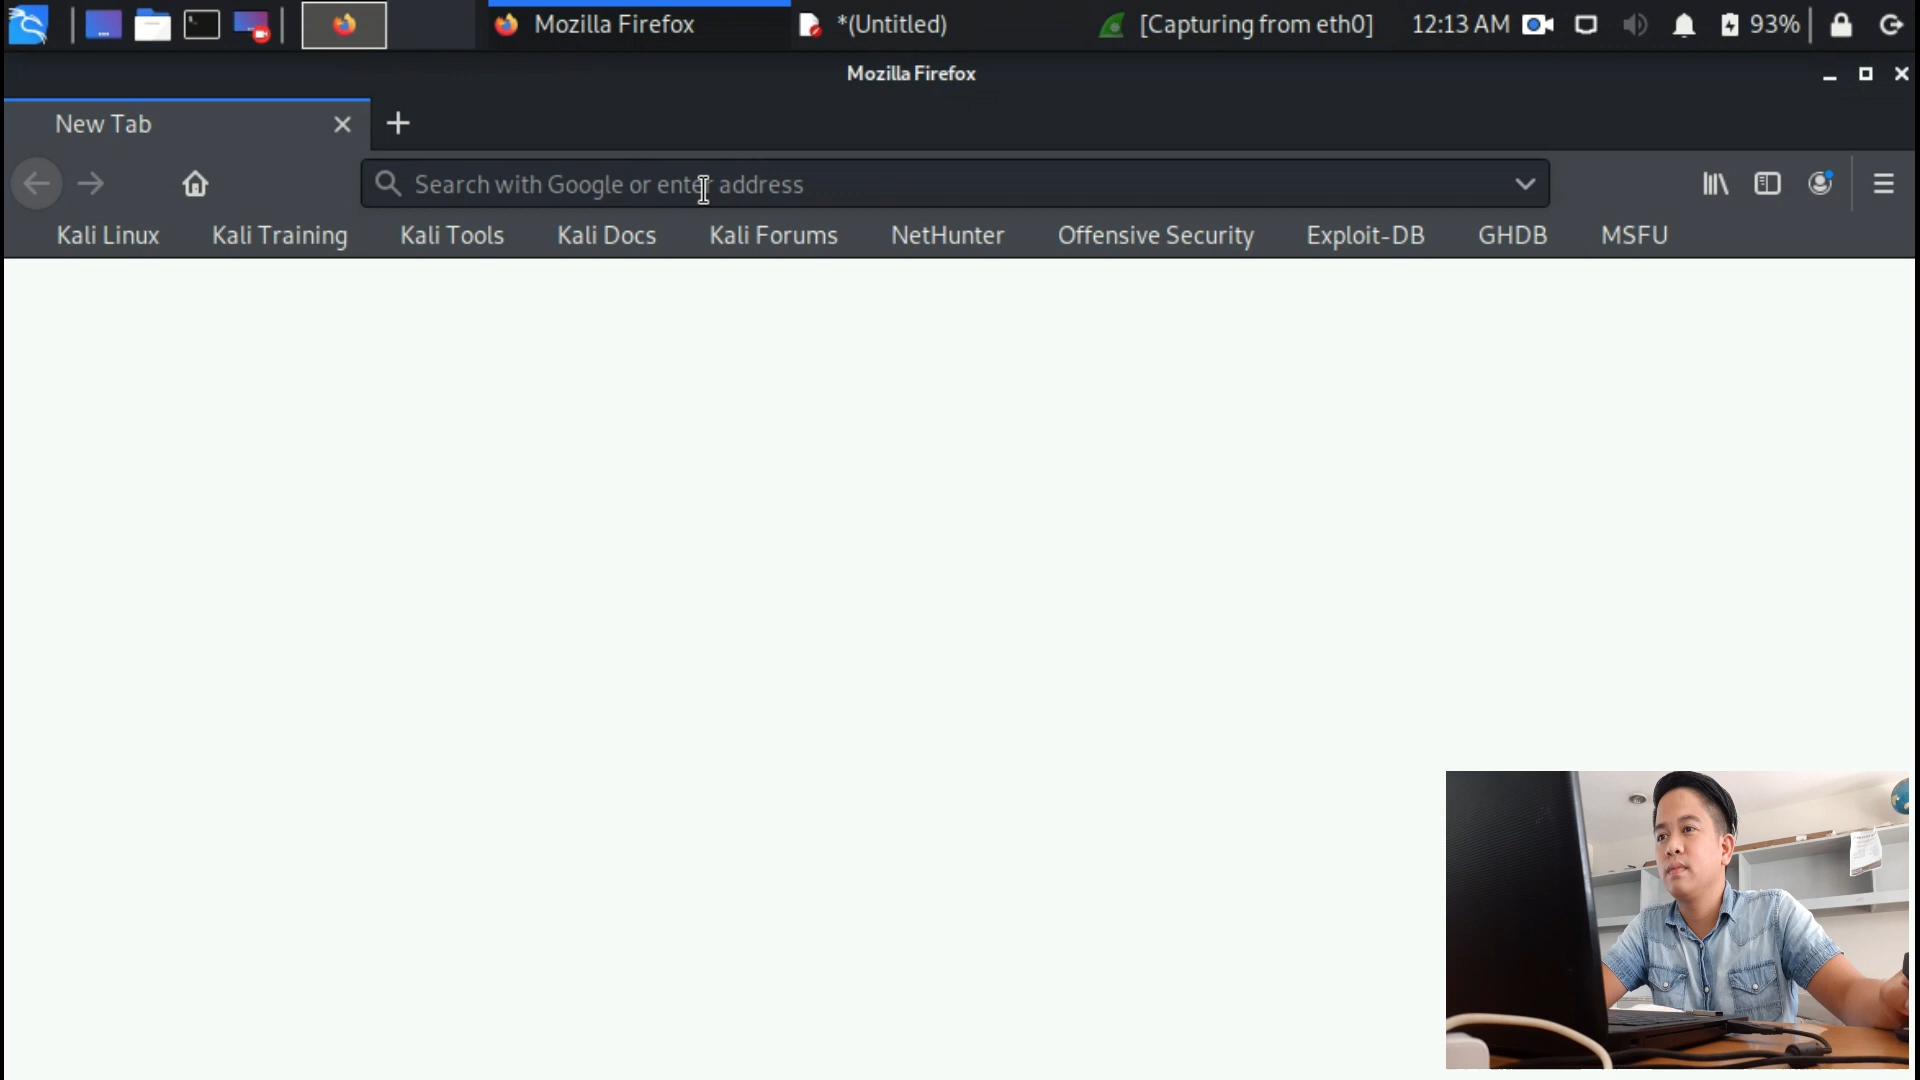 Mozilla Firefox
*(Untitled)
[Capturing from eth0]
12:13 AM
93%
Mozilla Firefox
New Tab
Search with Google or enter address
Kali Linux
Kali Training
Kali Tools
Kali Docs
Kali Forums
NetHunter
Offensive Security
Exploit-DB
GHDB
MSFU